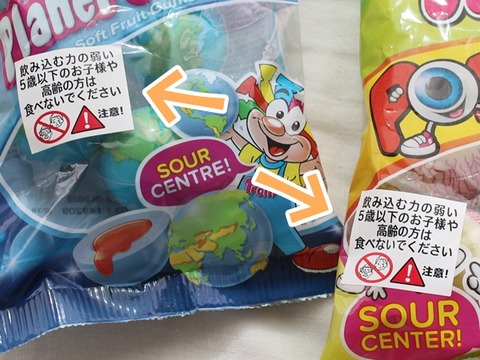 Planet G
Soft Fruit Gum
飲み込む力の弱い
5歳以下のお子様や
高齢の方は
食べないでください
注意!
SOUR
CENTRE!
POP
飲み込む力の弱い
5歳以下のお子様や
高齢の方は
食べないでください
注意!
SOUR
CENTER!